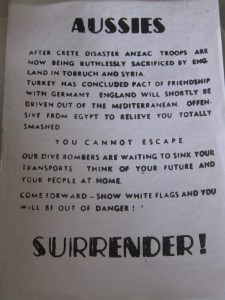 AUSSIES
AFTER CRETE DISASTER ANZAC TROOPS ARE
NOW BEING RUTHLESSLY SACRIFICED BY ENG-
LAND IN TOBRUCH AND SYRIA.
TURKEY HAS CONCLUDED PACT OF FRIENDSHIP
WITH GERMANY. ENGLAND WILL SHORTLY BE
DRIVEN OUT OF THE MEDITERRANEAN. OFFEN-
SIVE FROM EGYPT TO RELIEVE YOU TOTALLY
SMASHED.
YOU CANNOT ESCAPE
OUR DIVE BOMBERS ARE WAITING TO SINK YOUR
TRANSPORTS. THINK OF YOUR FUTURE AND
YOUR PEOPLE AT HOME.
COME FORWARD - SHOW WHITE FLAGS AND YOU
WILL BE OUT OF DANGER!
SURRENDER!